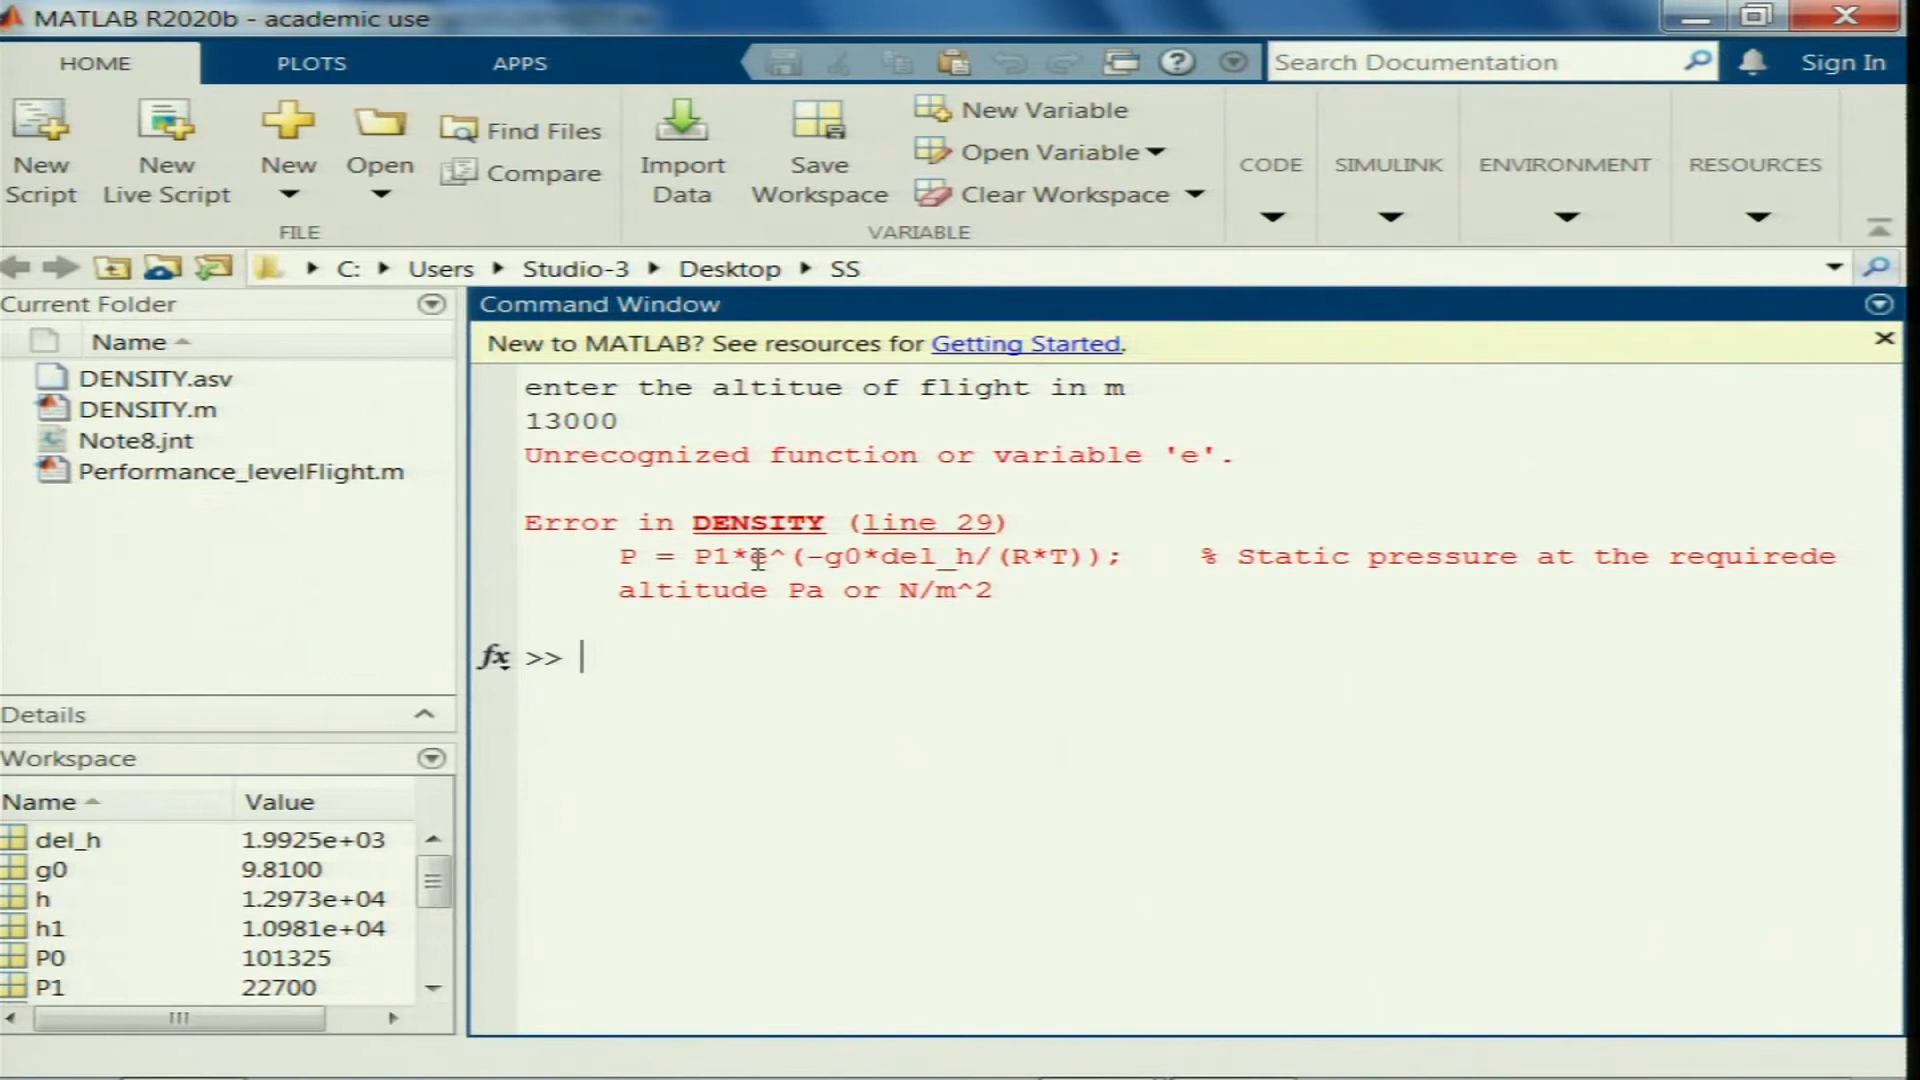 MATLAB R2020b - academic use
HOME PLOTS APPS Search Documentation Sign In
New Script
New Live Script
New
Open
Find Files
Compare
Import Data
Save Workspace
New Variable
Open Variable
Clear Workspace
CODE SIMULINK ENVIRONMENT RESOURCES
FILE VARIABLE
C: Users Studio-3 Desktop SS
Current Folder
Name
DENSITY.asv
DENSITY.m
Note8.jnt
Performance_levelFlight.m
Details
Workspace
Name Value
del_h 1.9925e+03
g0 9.8100
h 1.2973e+04
h1 1.0981e+04
P0 101325
P1 22700
Command Window
New to MATLAB? See resources for Getting Started.
enter the altitue of flight in m
13000
Unrecognized function or variable 'e'.
Error in DENSITY (line 29)
P = P1*e^(-g0*del_h/(R*T)); % Static pressure at the requirede
altitude Pa or N/m^2
fx >>